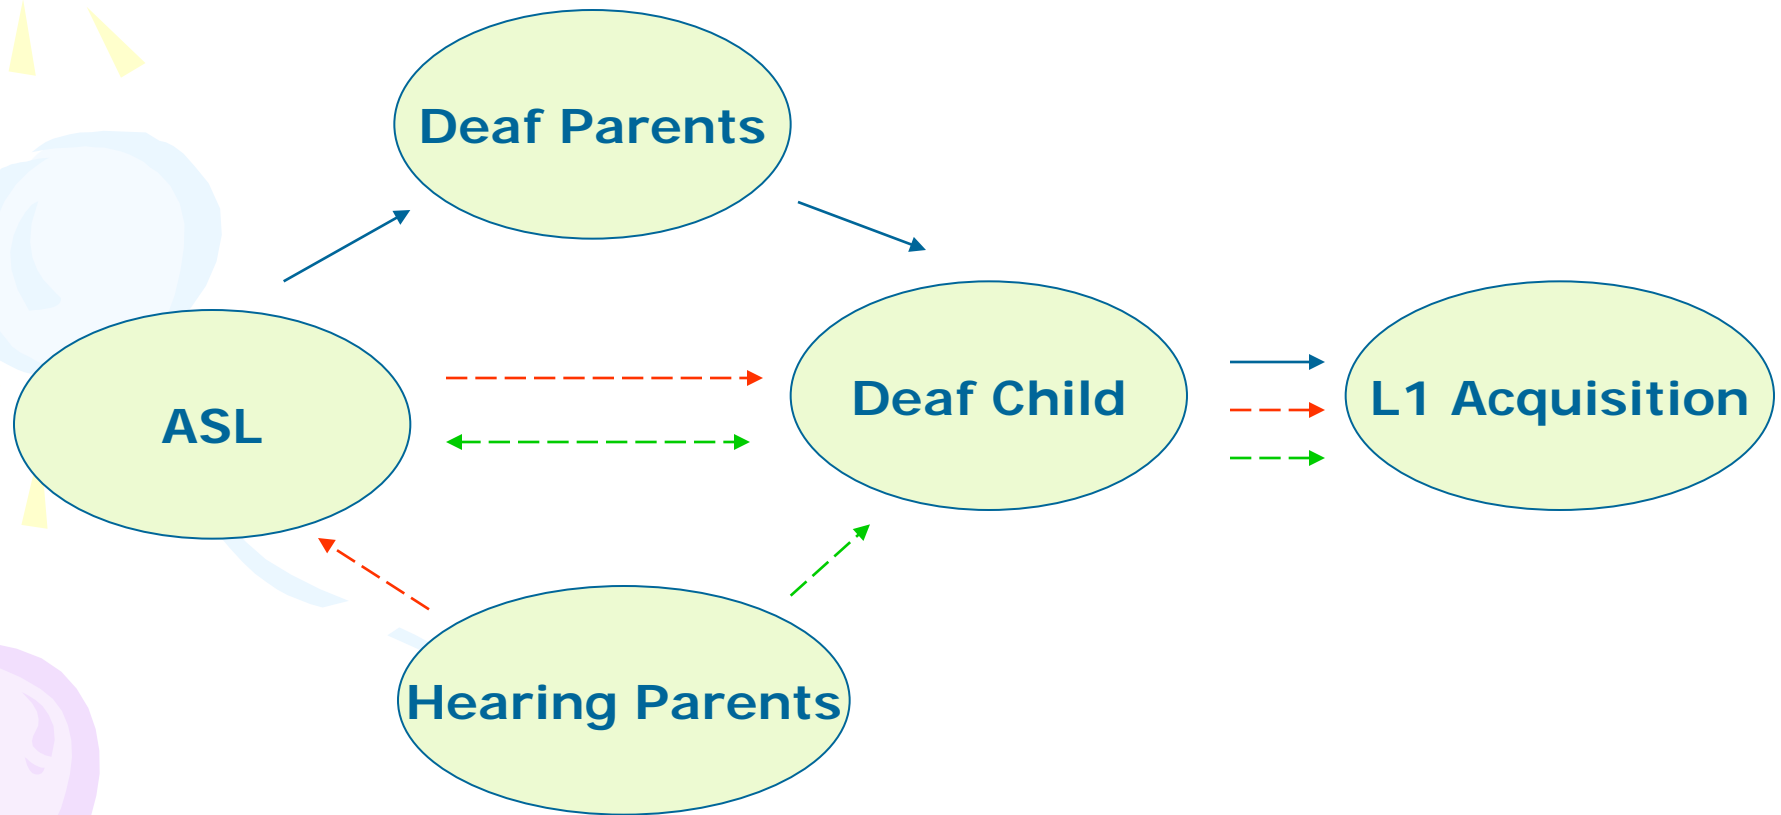 Deaf Parents
ASL
Deaf Child
L1 Acquisition
Hearing Parents